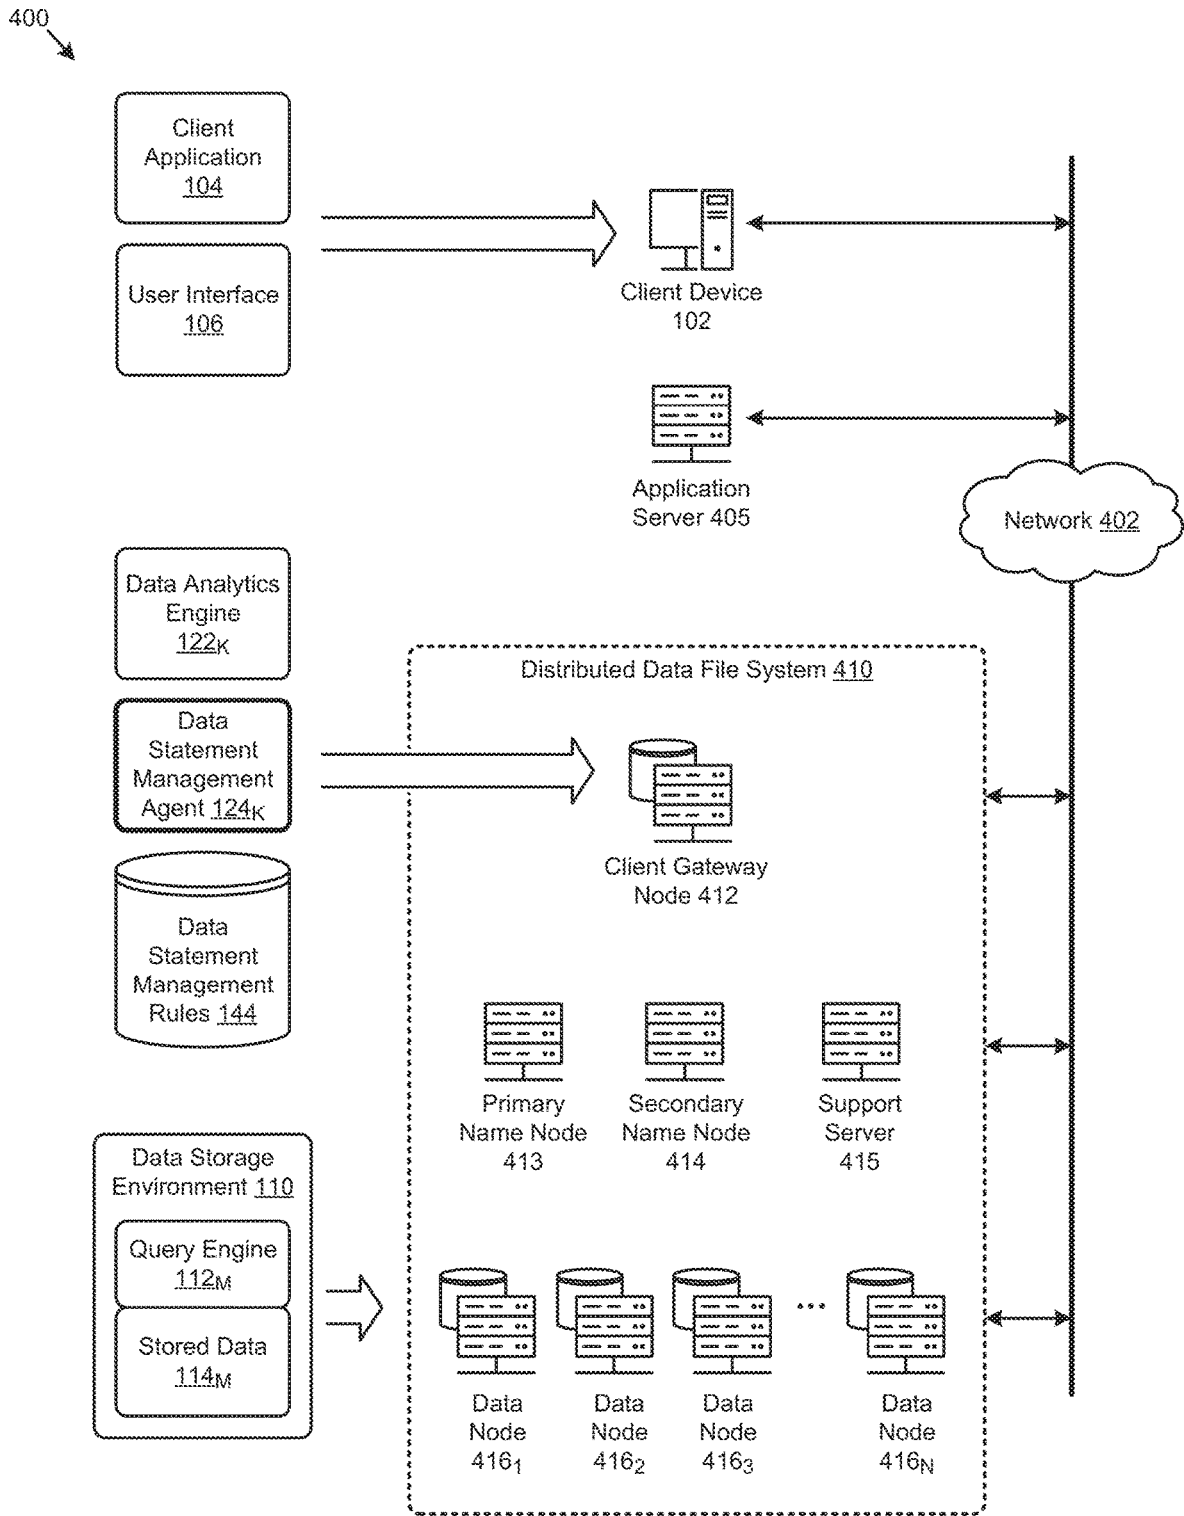 400
Client
Application
104
User Interface
106
Client Device
102
Application
Server 405
Network 402
Data Analytics
Engine
122K
Data
Statement
Management
Agent 124K
Data
Statement
Management
Rules 144
Distributed Data File System 410
Client Gateway
Node 412
Primary
Name Node
413
Secondary
Name Node
414
Support
Server
415
Data Storage
Environment 110
Query Engine
112M
Stored Data
114M
...
Data
Node
4161
Data
Node
4162
Data
Node
4163
Data
Node
416N